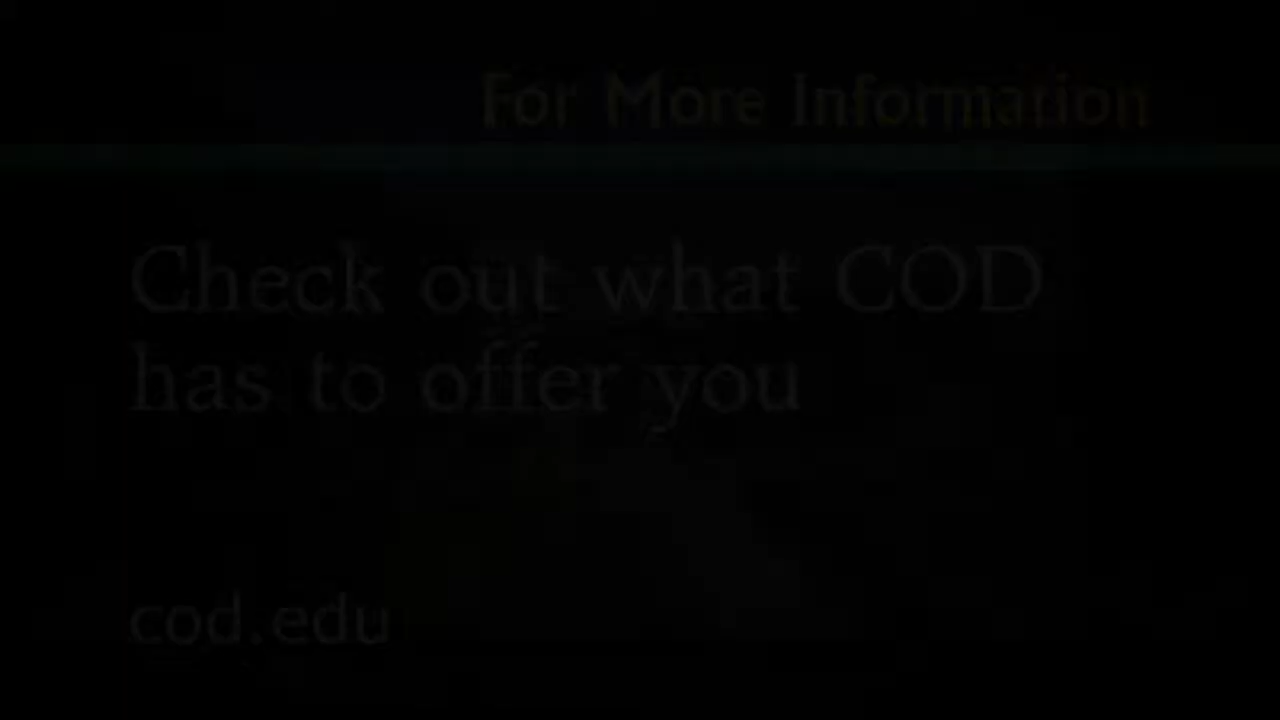 For More Information
Check out what COD
has to offer you
cod.edu